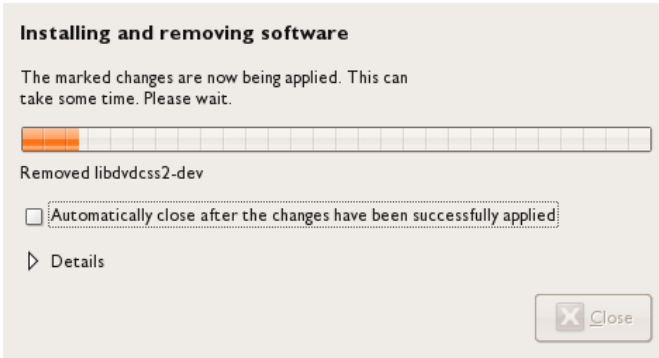 Installing and removing software
The marked changes are now being applied. This can
take some time. Please wait.
Removed libdvdcss2-dev
Automatically close after the changes have been successfully applied
Details
Close